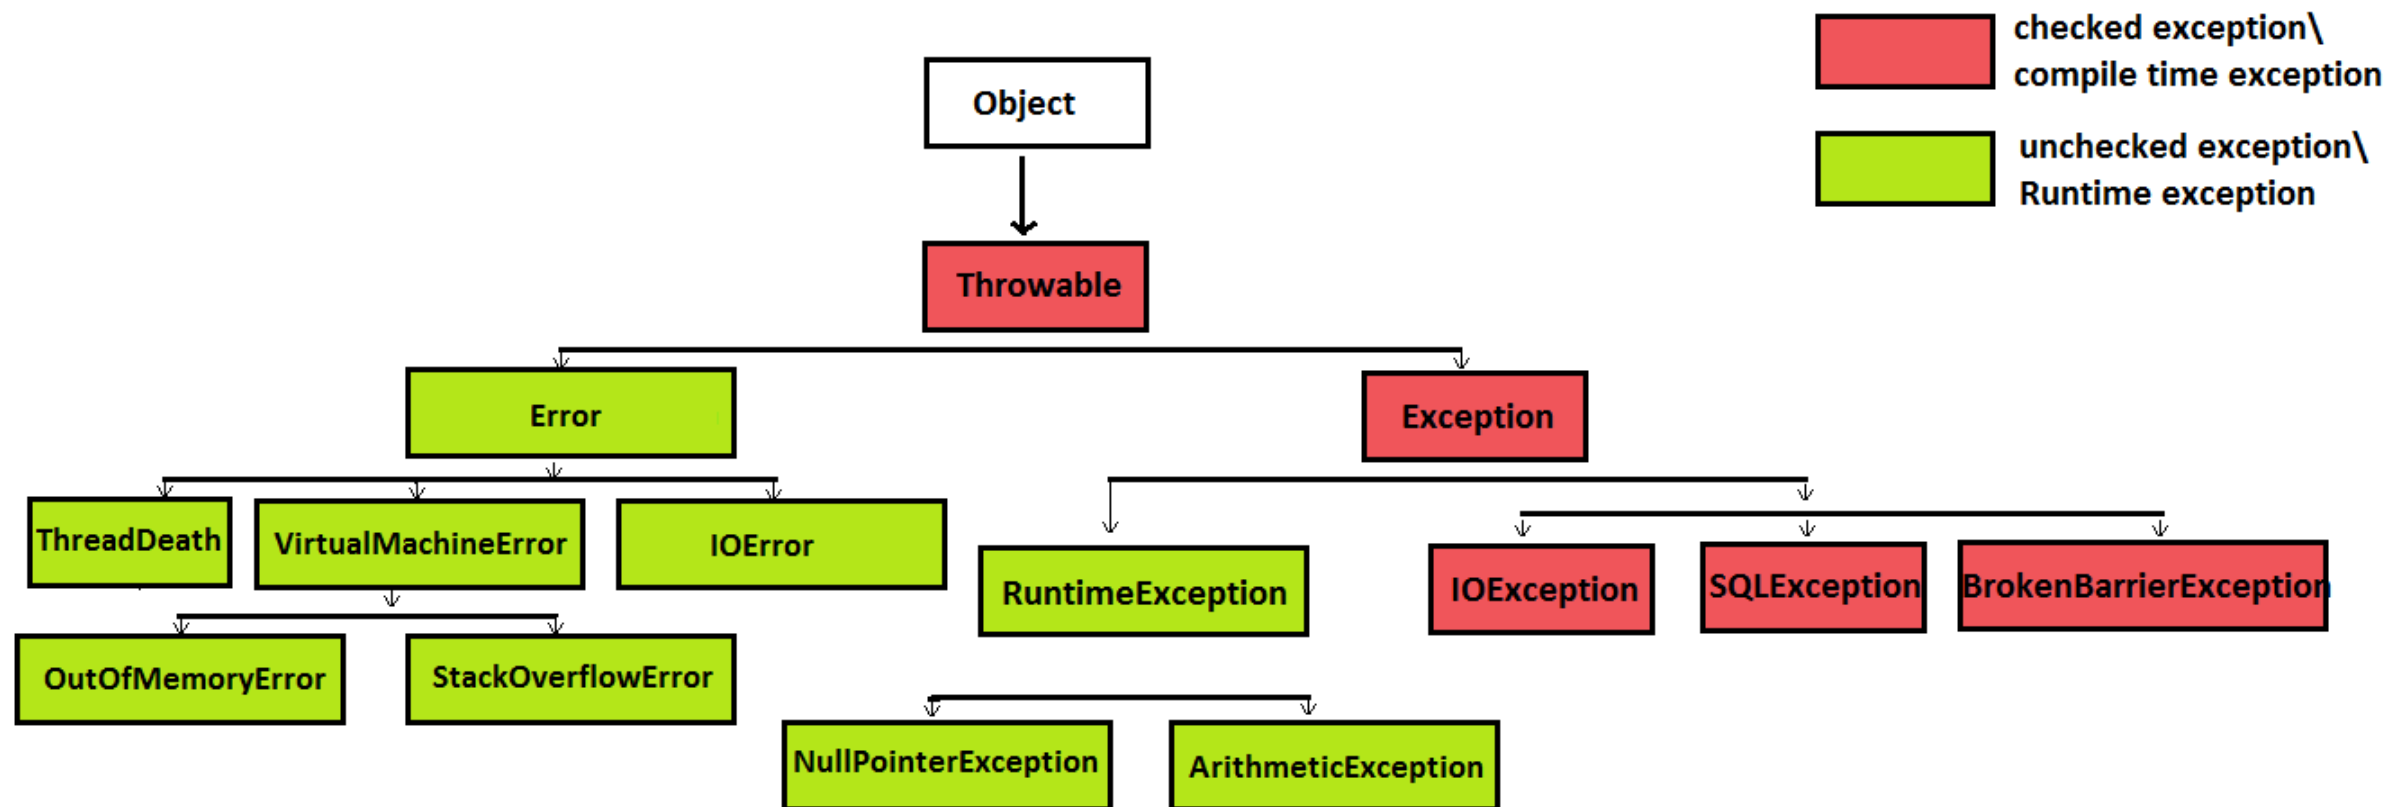 checked exception\
compile time exception
unchecked exception\
Runtime exception
Object
Throwable
Error
Exception
ThreadDeath
VirtualMachineError
IOError
RuntimeException
IOException
SQLException
BrokenBarrierException
OutOfMemoryError
StackOverflowError
NullPointerException
ArithmeticException